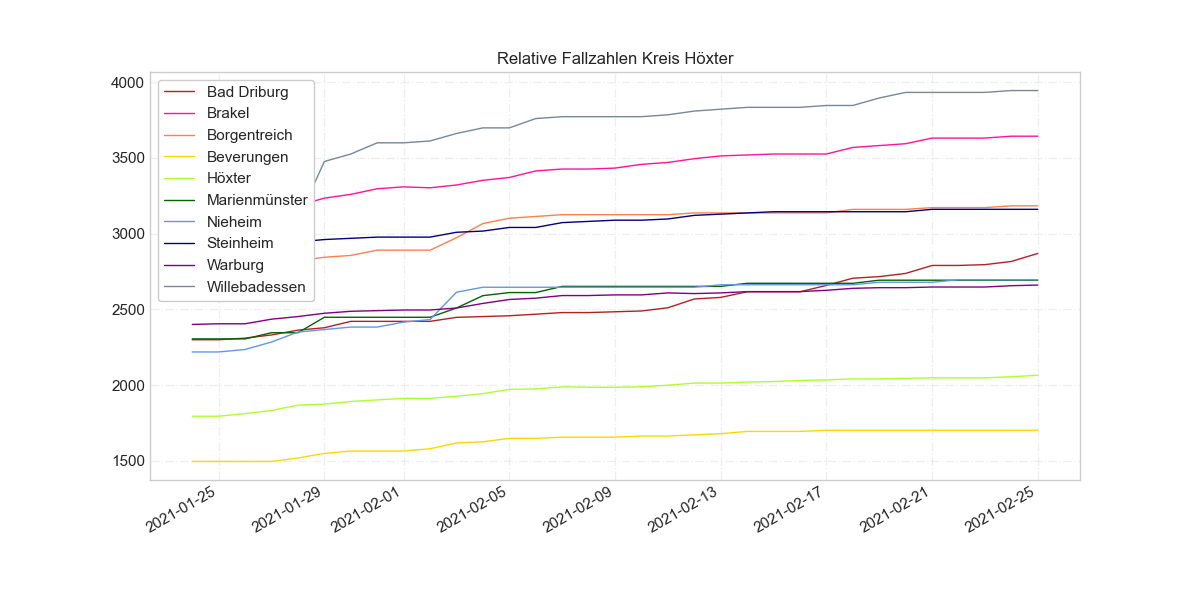 Relative Fallzahlen Kreis Höxter
4000
3500
3000
2500
2000
1500
Bad Driburg
Brakel
Borgentreich
Beverungen
Höxter
Marienmünster
Nieheim
Steinheim
Warburg
Willebadessen
2021-01-25
2021-01-29
2021-02-01
2021-02-05
2021-02-09
2021-02-13
2021-02-17
2021-02-21
2021-02-25